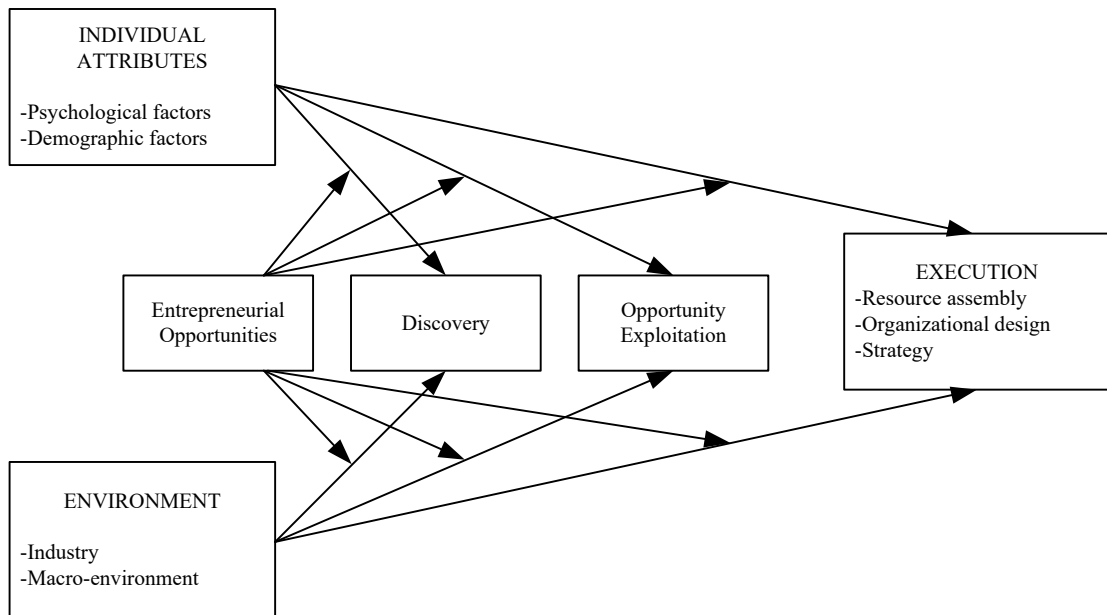 INDIVIDUAL
ATTRIBUTES
-Psychological factors
-Demographic factors
Entrepreneurial
Opportunities
Discovery
Opportunity
Exploitation
EXECUTION
-Resource assembly
-Organizational design
-Strategy
ENVIRONMENT
-Industry
-Macro-environment